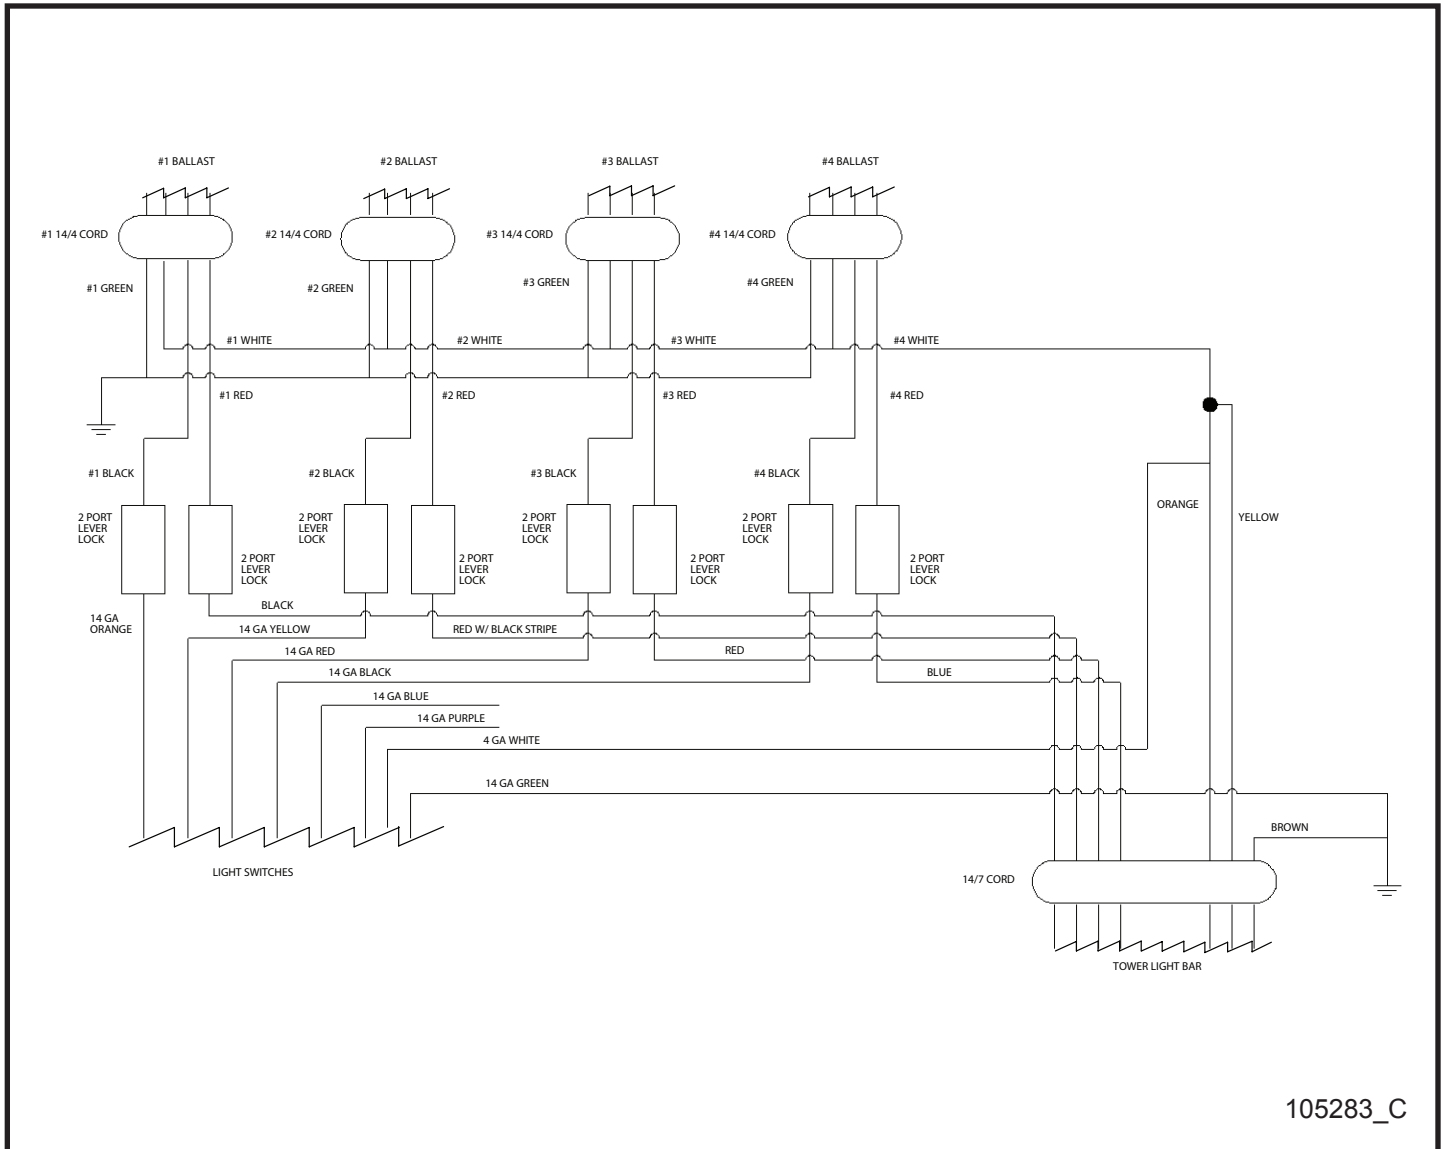 #1 BALLAST
#2 BALLAST
#3 BALLAST
#4 BALLAST
#1 14/4 CORD
#2 14/4 CORD
#3 14/4 CORD
#4 14/4 CORD
#1 GREEN
#2 GREEN
#3 GREEN
#4 GREEN
#1 WHITE
#2 WHITE
#3 WHITE
#4 WHITE
#1 RED
#2 RED
#3 RED
#4 RED
#1 BLACK
#2 BLACK
#3 BLACK
#4 BLACK
ORANGE
YELLOW
2 PORT
LEVER
LOCK
2 PORT
LEVER
LOCK
2 PORT
LEVER
LOCK
2 PORT
LEVER
LOCK
2 PORT
LEVER
LOCK
2 PORT
LEVER
LOCK
2 PORT
LEVER
LOCK
2 PORT
LEVER
LOCK
BLACK
14 GA
ORANGE
14 GA YELLOW
RED W/ BLACK STRIPE
14 GA RED
RED
14 GA BLACK
BLUE
14 GA BLUE
14 GA PURPLE
4 GA WHITE
14 GA GREEN
BROWN
LIGHT SWITCHES
14/7 CORD
TOWER LIGHT BAR
105283_C